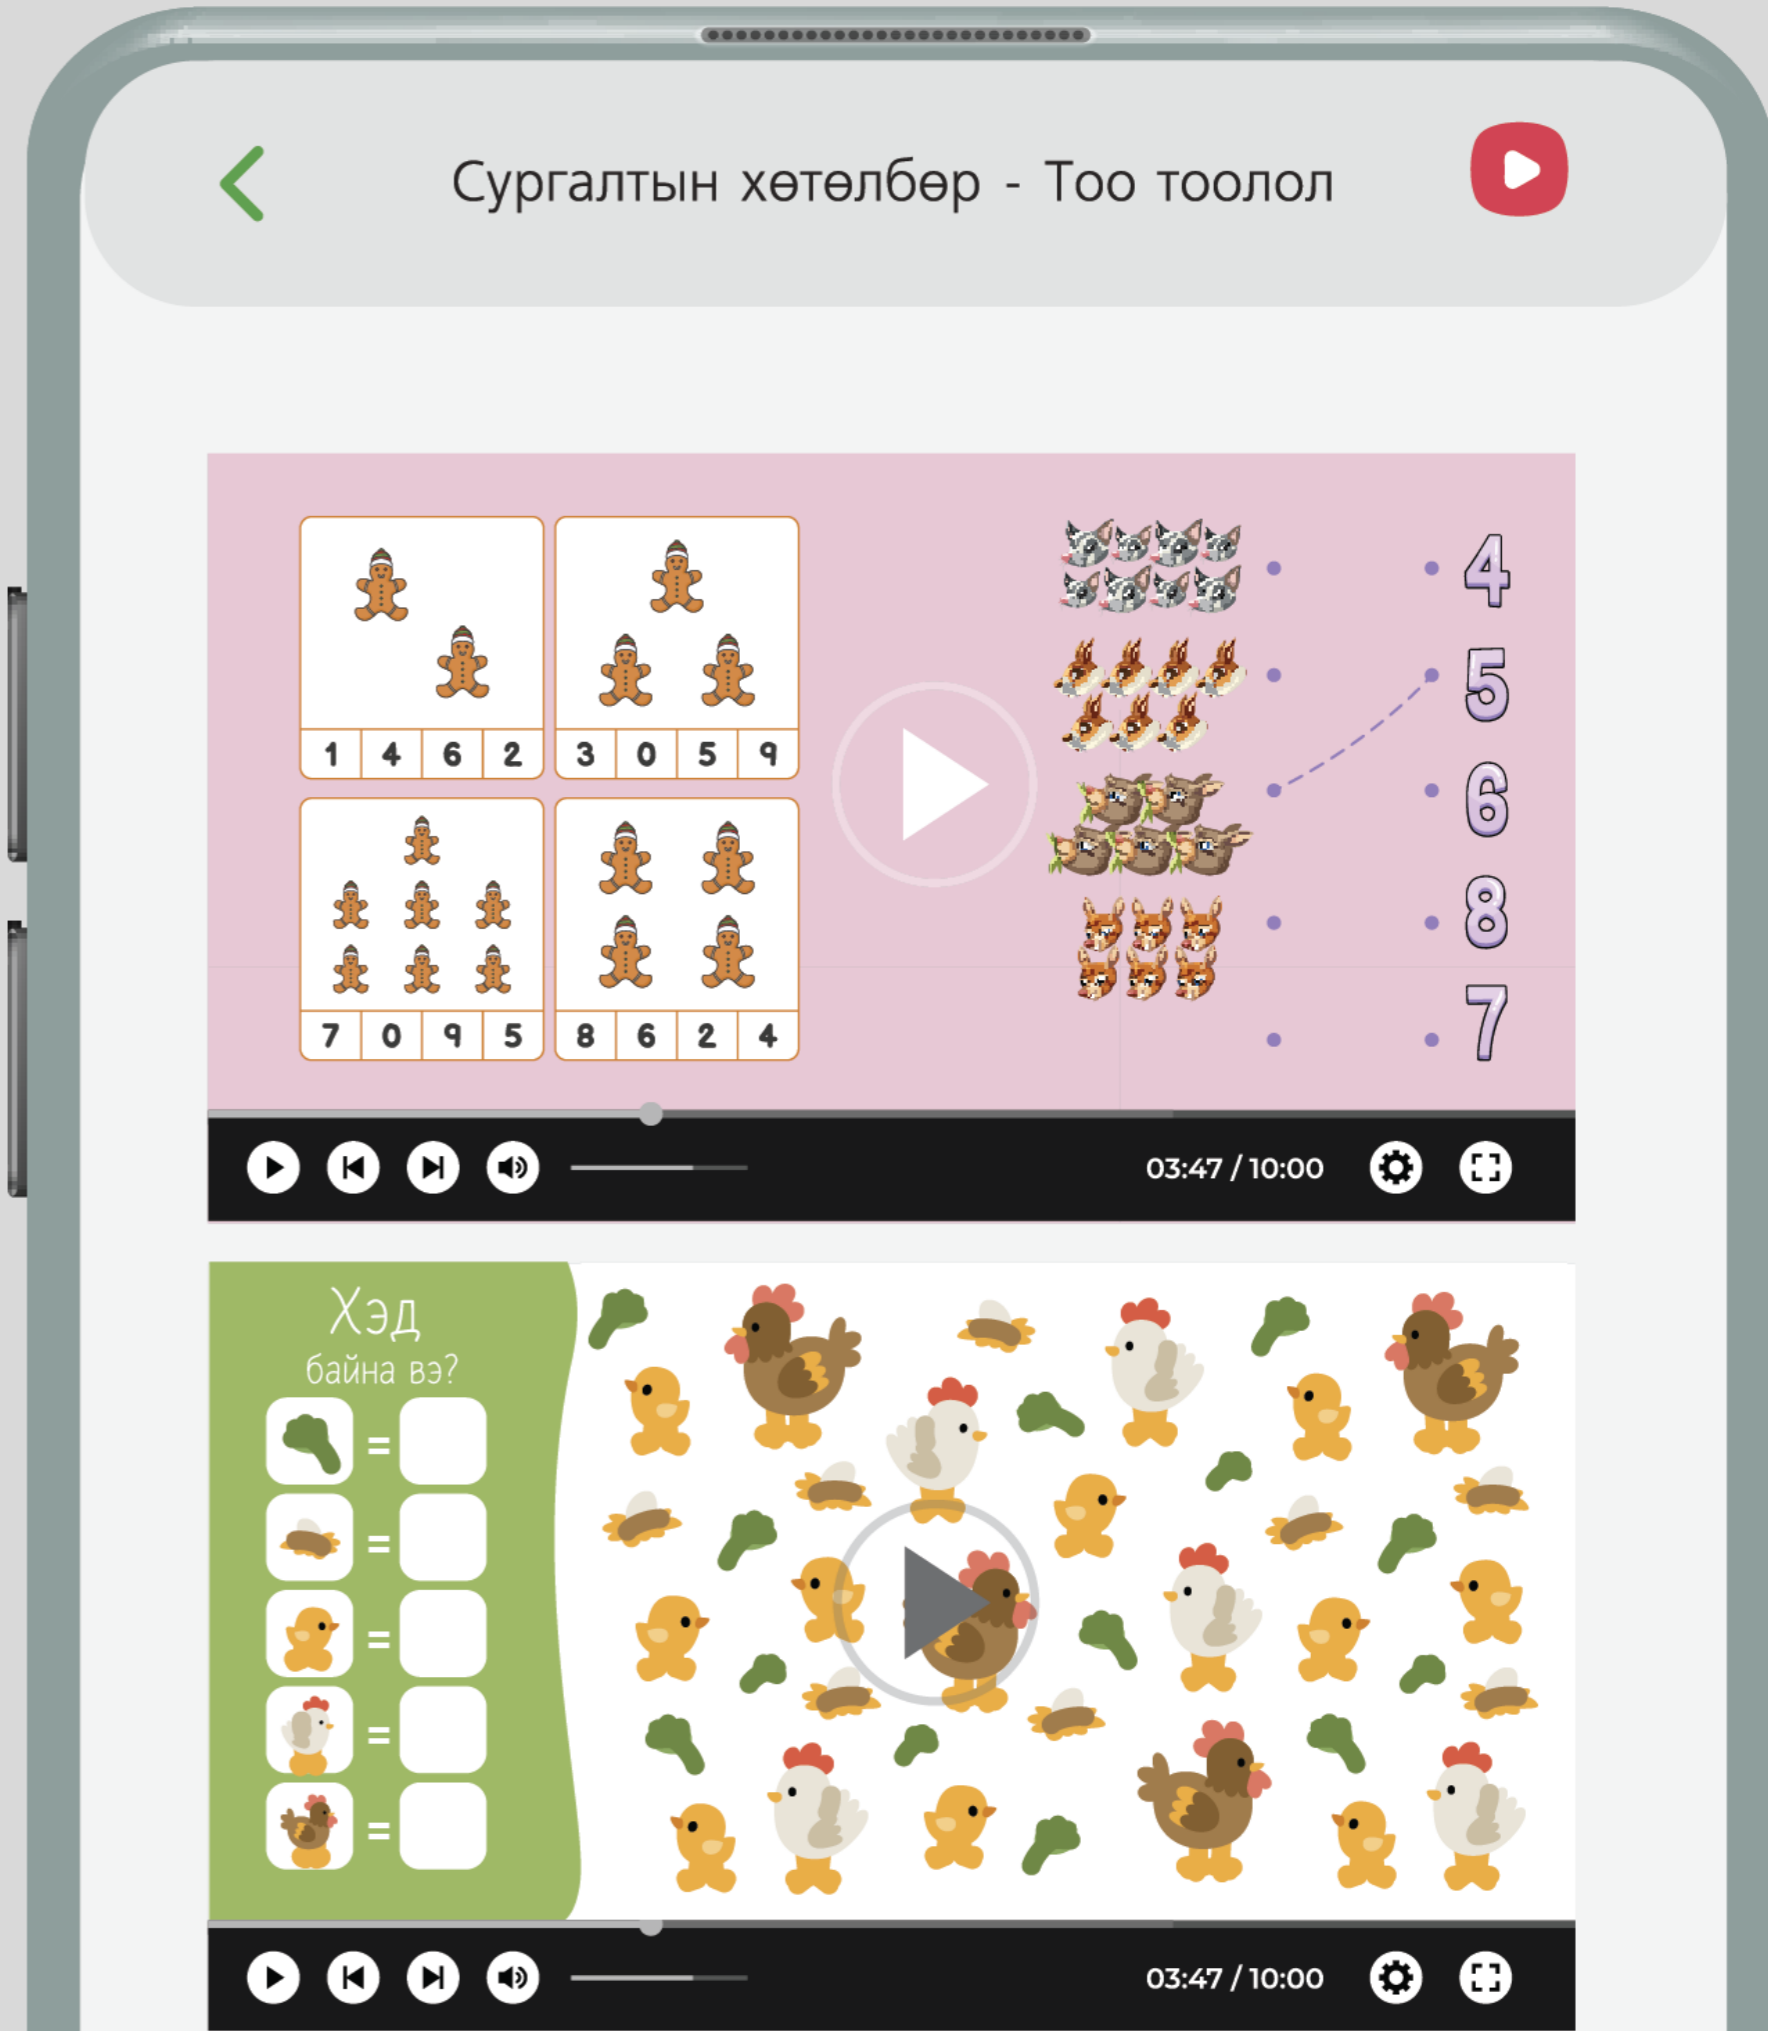 Сургалтын хөтөлбөр - Тоо тоолол
1 4 6 2
3 0 5 9
7 0 9 5
8 6 2 4
4
5
6
8
7
03:47 / 10:00
Хэд
байна вэ?
=
=
=
=
=
03:47 / 10:00